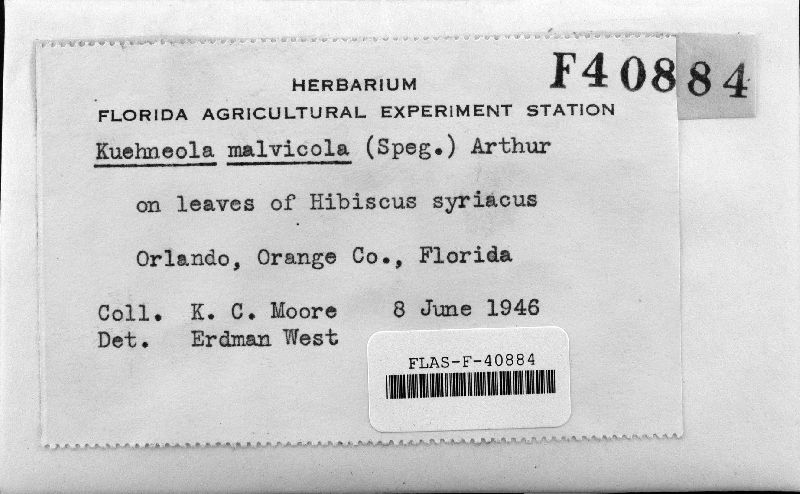 F40884
HERBARIUM
FLORIDA AGRICULTURAL EXPERIMENT STATION
Kuehneola malvicola (Speg.) Arthur
on leaves of Hibiscus syriacus
Orlando, Orange Co., Florida
Coll. K. C. Moore 8 June 1946
Det. Erdman West
FLAS-F-40884